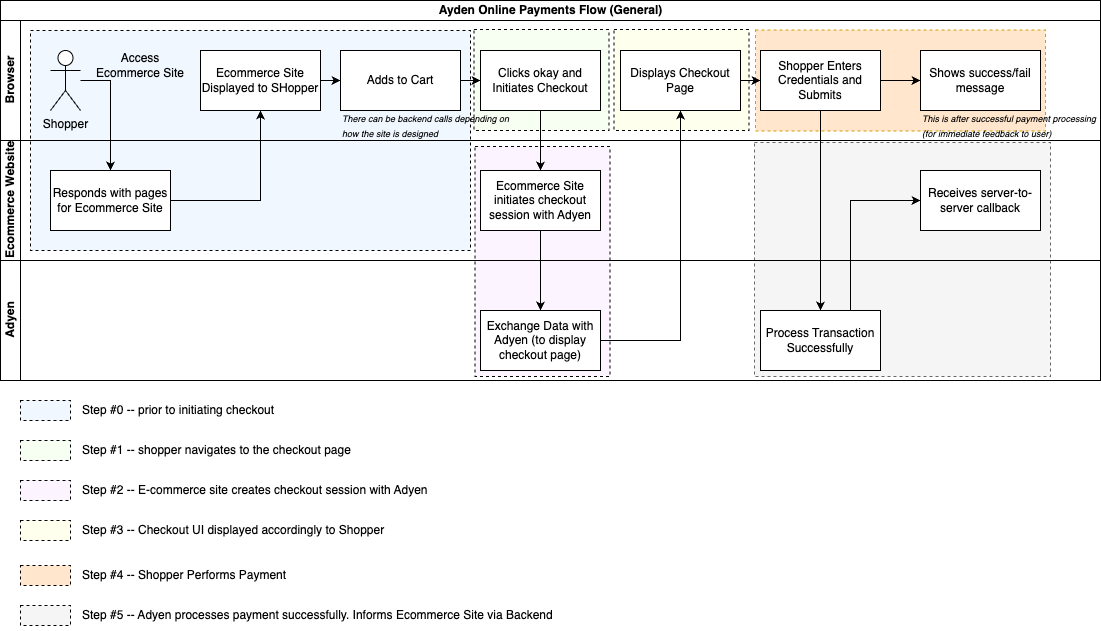 Ayden Online Payments Flow (General)
Browser
Access
Ecommerce Site
Shopper
Ecommerce Site
Displayed to SHopper
Adds to Cart
There can be backend calls depending on
how the site is designed
Clicks okay and
Initiates Checkout
Displays Checkout
Page
Shopper Enters
Credentials and
Submits
Shows success/fail
message
This is after successful payment processing
(for immediate feedback to user)
Ecommerce Website
Responds with pages
for Ecommerce Site
Ecommerce Site
initiates checkout
session with Adyen
Receives server-to-
server callback
Adyen
Exchange Data with
Adyen (to display
checkout page)
Process Transaction
Successfully
Step #0 -- prior to initiating checkout
Step #1 -- shopper navigates to the checkout page
Step #2 -- E-commerce site creates checkout session with Adyen
Step #3 -- Checkout UI displayed accordingly to Shopper
Step #4 -- Shopper Performs Payment
Step #5 -- Adyen processes payment successfully. Informs Ecommerce Site via Backend